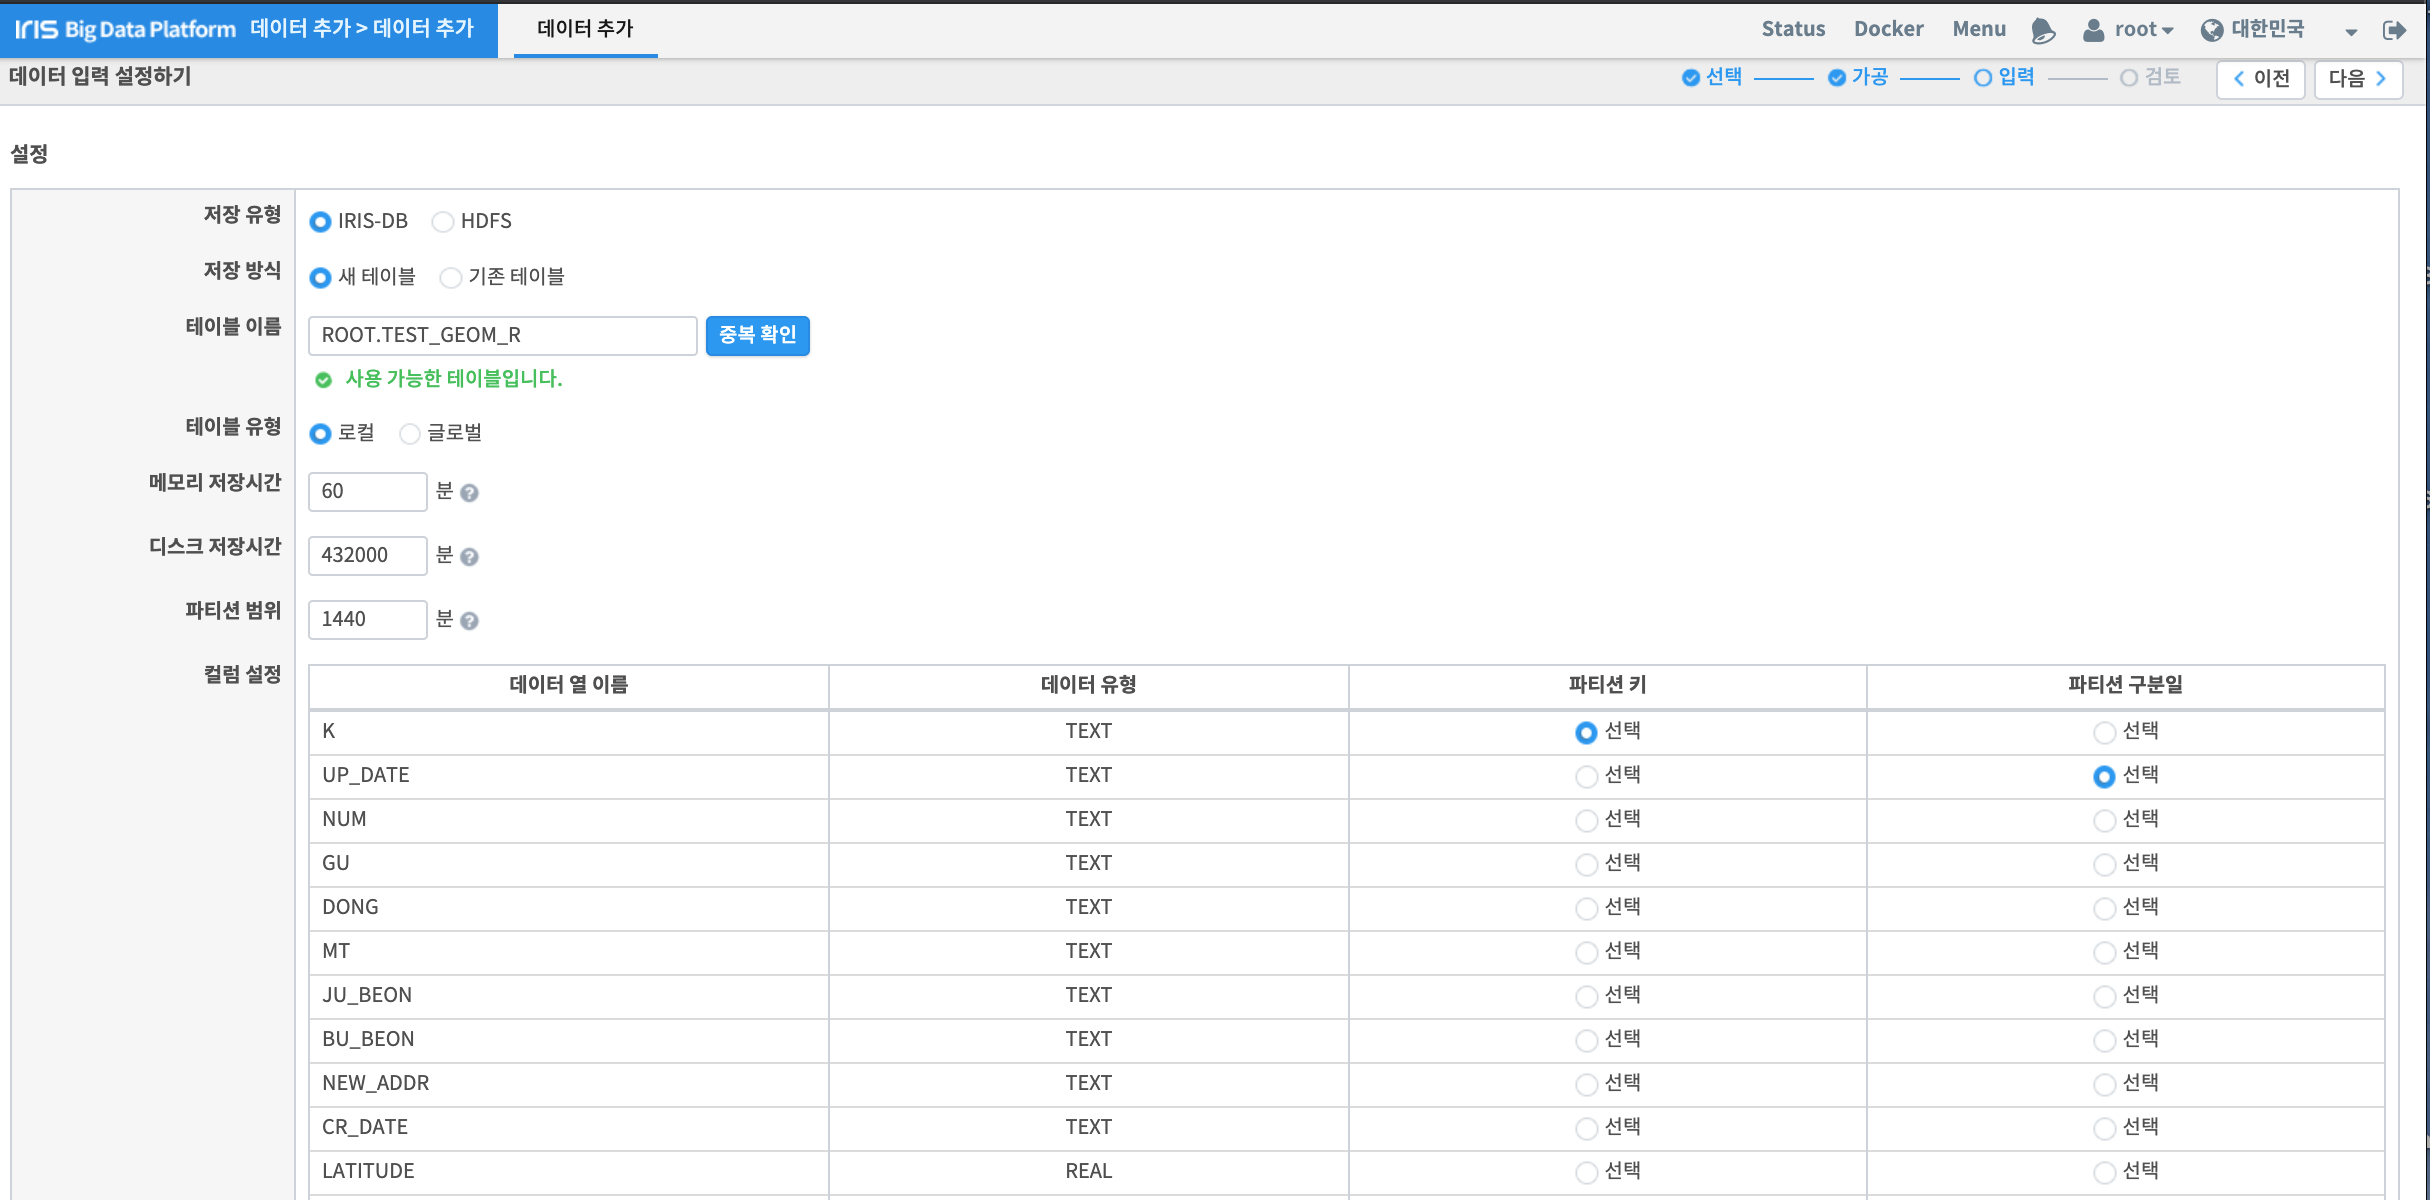 IRIS Big Data Platform 데이터 추가 > 데이터 추가 데이터 추가 Status Docker Menu root 대한민국
데이터 입력 설정하기 선택 가공 입력 검토 이전 다음
설정
저장 유형 IRIS-DB HDFS
저장 방식 새 테이블 기존 테이블
테이블 이름 ROOT.TEST_GEOM_R 중복 확인
사용 가능한 테이블입니다.
테이블 유형 로컬 글로벌
메모리 저장시간 60 분 ?
디스크 저장시간 432000 분 ?
파티션 범위 1440 분 ?
컬럼 설정 데이터 열 이름 데이터 유형 파티션 키 파티션 구분일
K TEXT 선택 선택
UP_DATE TEXT 선택 선택
NUM TEXT 선택 선택
GU TEXT 선택 선택
DONG TEXT 선택 선택
MT TEXT 선택 선택
JU_BEON TEXT 선택 선택
BU_BEON TEXT 선택 선택
NEW_ADDR TEXT 선택 선택
CR_DATE TEXT 선택 선택
LATITUDE REAL 선택 선택